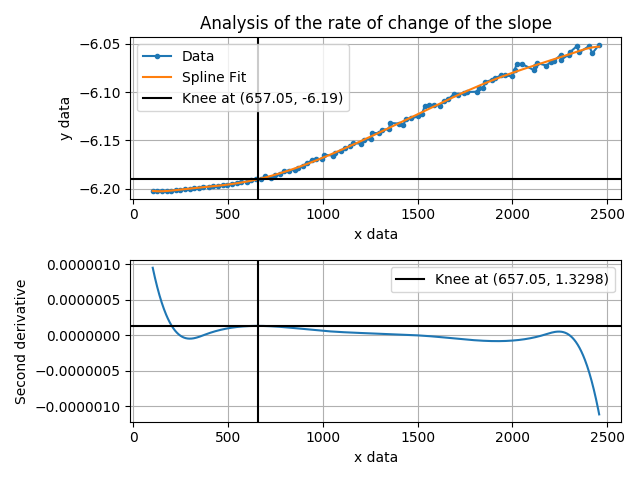 Analysis of the rate of change of the slope
−6.05
−6.10
−6.15
−6.20
y data
Data
Spline Fit
Knee at (657.05, -6.19)
0 500 1000 1500 2000 2500
x data
0.0000010
0.0000005
0.0000000
−0.0000005
−0.0000010
Second derivative
Knee at (657.05, 1.3298)
0 500 1000 1500 2000 2500
x data